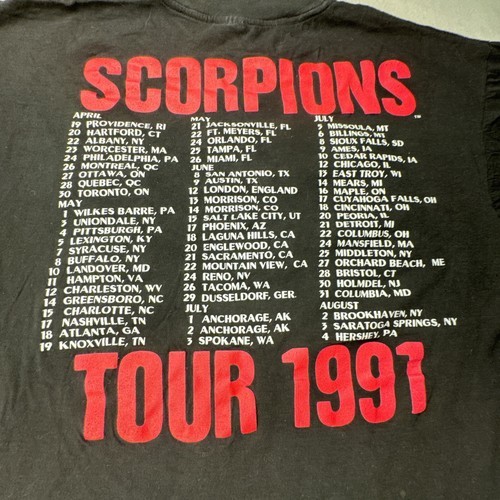 SCORPIONS
TM
APRIL
19 PROVIDENCE, RI
20 HARTFORD, CT
22 ALBANY, NY
23 WORCESTER, MA
24 PHILADELPHIA, PA
26 MONTREAL, QC
27 OTTAWA, ON
28 QUEBEC, QC
30 TORONTO, ON
MAY
1 WILKES BARRE, PA
3 UNIONDALE, NY
4 PITTSBURGH, PA
5 LEXINGTON, KY
7 SYRACUSE, NY
8 BUFFALO, NY
10 LANDOVER, MD
11 HAMPTON, VA
12 CHARLESTON, WV
14 GREENSBORO, NC
15 CHARLOTTE, NC
17 NASHVILLE, TN
18 ATLANTA, GA
19 KNOXVILLE, TN
MAY
21 JACKSONVILLE, FL
22 FT. MEYERS, FL
24 ORLANDO, FL
25 TAMPA, FL
26 MIAMI, FL
JUNE
8 SAN ANTONIO, TX
9 AUSTIN, TX
12 LONDON, ENGLAND
13 MORRISON, CO
14 MORRISON, CO
15 SALT LAKE CITY, UT
17 PHOENIX, AZ
18 LAGUNA HILLS, CA
20 ENGLEWOOD, CA
21 SACRAMENTO, CA
22 MOUNTAIN VIEW, CA
24 RENO, NV
26 TACOMA, WA
29 DUSSELDORF, GER.
JULY
1 ANCHORAGE, AK
2 ANCHORAGE, AK
3 SPOKANE, WA
JULY
5 MISSOULA, MT
6 BILLINGS, MT
8 SIOUX FALLS, SD
9 AMES, IA
10 CEDAR RAPIDS, IA
12 CHICAGO, IL
13 EAST TROY, WI
14 MEARS, MI
16 MAPLE, ON
17 CUYAHOGA FALLS, OH
18 CINCINNATI, OH
20 PEORIA, IL
21 DETROIT, MI
22 COLUMBUS, OH
24 MANSFIELD, MA
25 MIDDLETON, NY
27 ORCHARD BEACH, ME
28 BRISTOL, CT
30 HOLMDEL, NJ
31 COLUMBIA, MD
AUGUST
2 BROOKHAVEN, NY
3 SARATOGA SPRINGS, NY
4 HERSHEY, PA
TOUR 1991